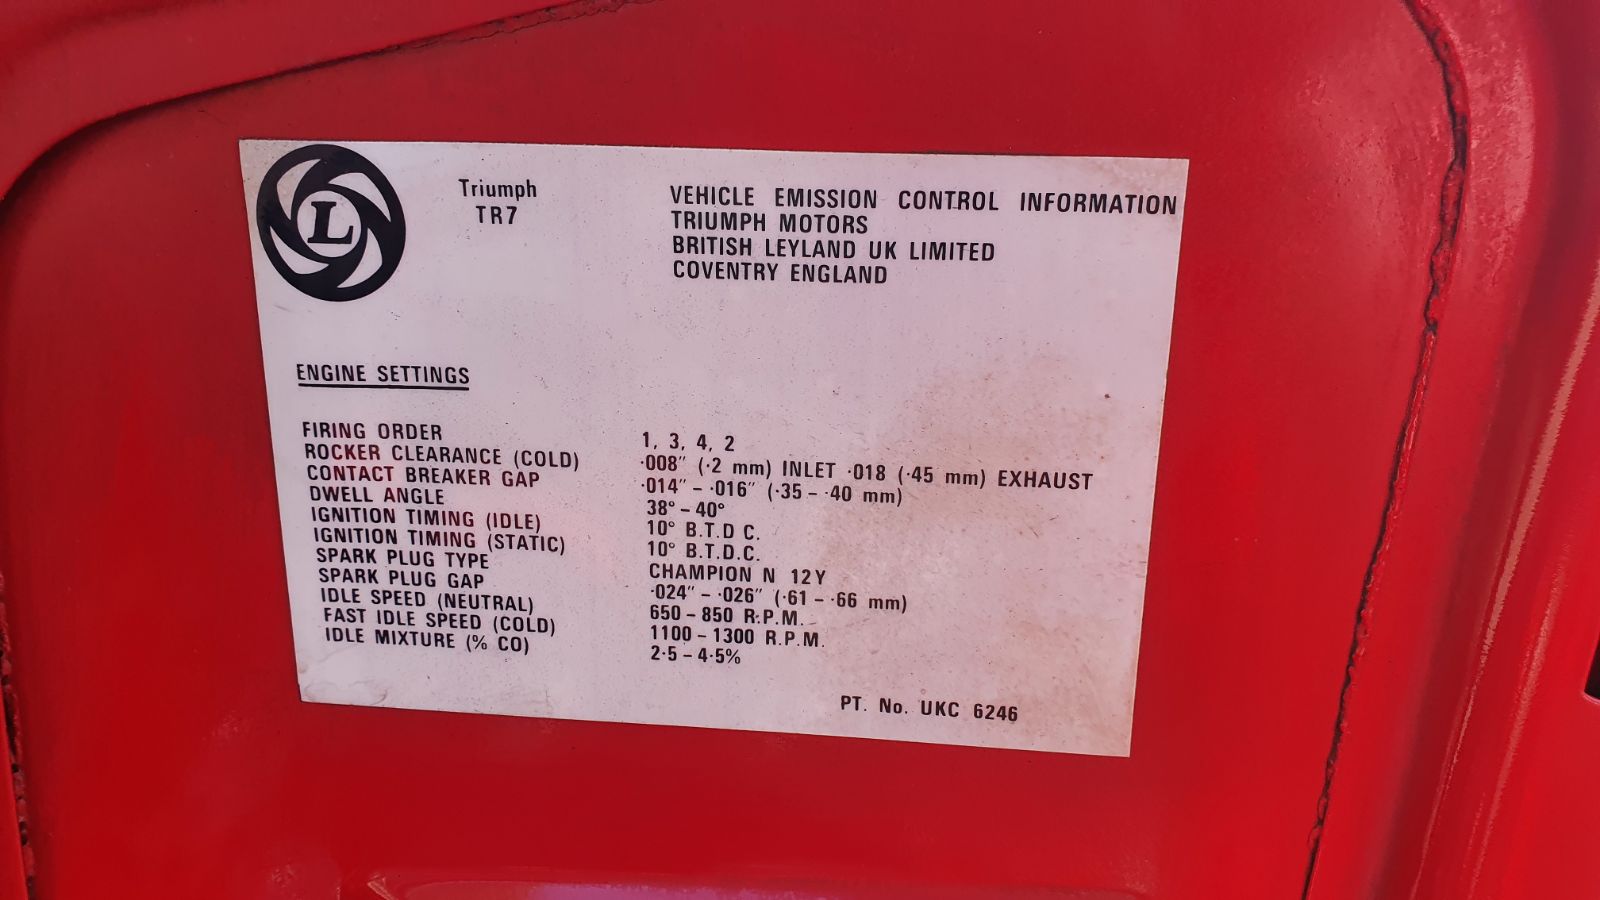 L
Triumph
TR7
VEHICLE EMISSION CONTROL INFORMATION
TRIUMPH MOTORS
BRITISH LEYLAND UK LIMITED
COVENTRY ENGLAND
ENGINE SETTINGS
FIRING ORDER 1, 3, 4, 2
ROCKER CLEARANCE (COLD) ·008″ (·2 mm) INLET ·018 (·45 mm) EXHAUST
CONTACT BREAKER GAP ·014″ – ·016″ (·35 – ·40 mm)
DWELL ANGLE 38° – 40°
IGNITION TIMING (IDLE) 10° B.T.D C.
IGNITION TIMING (STATIC) 10° B.T.D.C.
SPARK PLUG TYPE CHAMPION N 12Y
SPARK PLUG GAP ·024″ – ·026″ (·61 – ·66 mm)
IDLE SPEED (NEUTRAL) 650 – 850 R.P.M.
FAST IDLE SPEED (COLD) 1100 – 1300 R.P.M.
IDLE MIXTURE (% CO) 2·5 – 4·5%
PT. No. UKC 6246